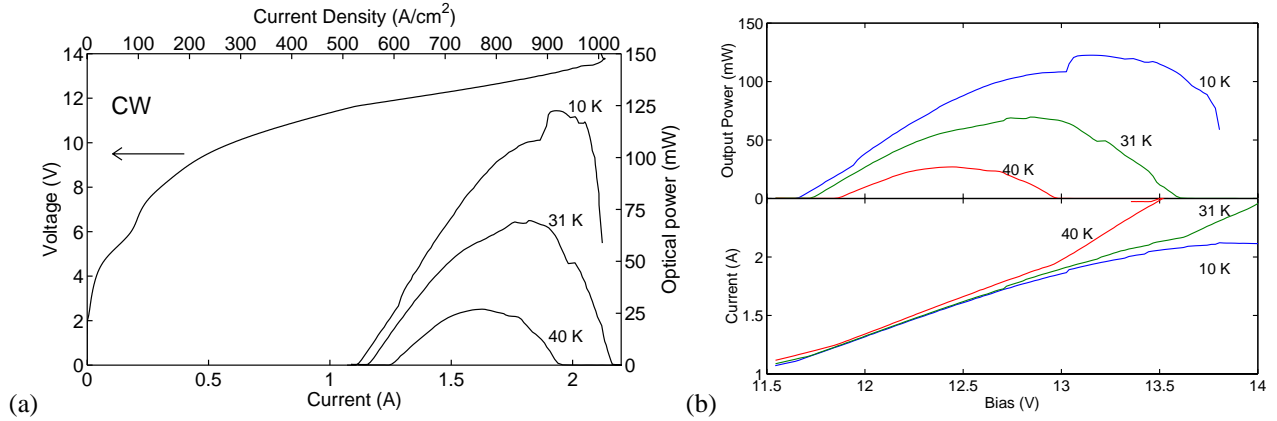 Current Density (A/cm²)
0 100 200 300 400 500 600 700 800 900 1000
14 12 10 8 6 4 2 0
Voltage (V)
CW
10 K
31 K
40 K
150 125 100 75 50 25 0
Optical power (mW)
0 0.5 1 1.5 2
Current (A)
(a)
150 100 50 0
Output Power (mW)
10 K
31 K
40 K
2 1.5 1
Current (A)
31 K
40 K
10 K
11.5 12 12.5 13 13.5 14
Bias (V)
(b)